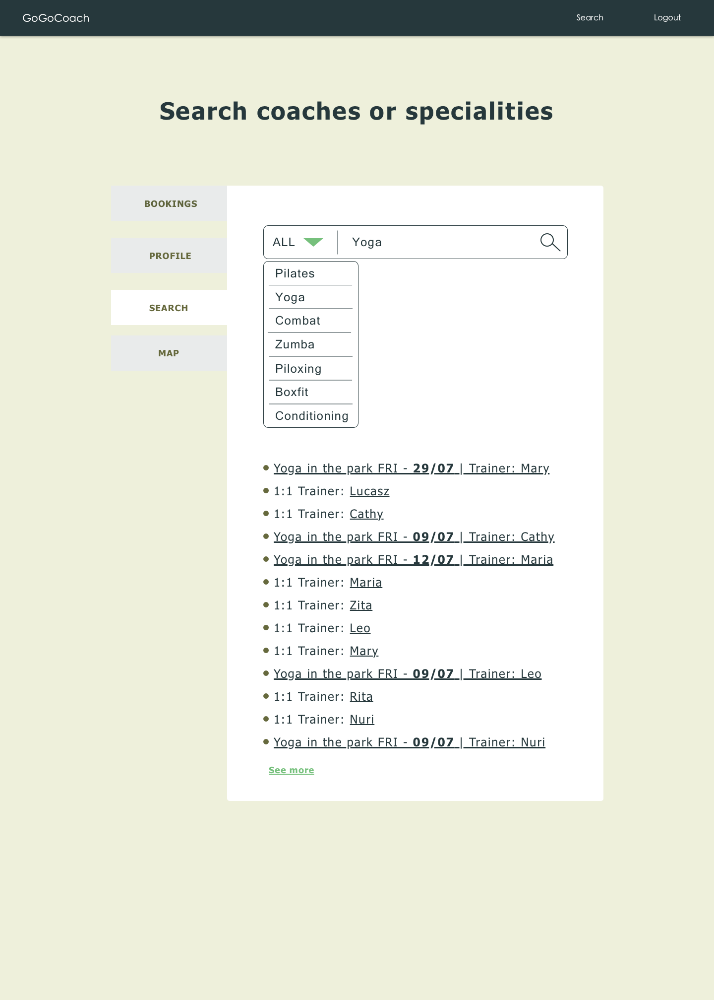 GoGoCoach
Search
Logout
Search coaches or specialities
BOOKINGS
PROFILE
SEARCH
MAP
ALL
Yoga
Pilates
Yoga
Combat
Zumba
Piloxing
Boxfit
Conditioning
Yoga in the park FRI - 29/07 | Trainer: Mary
1:1 Trainer: Lucasz
1:1 Trainer: Cathy
Yoga in the park FRI - 09/07 | Trainer: Cathy
Yoga in the park FRI - 12/07 | Trainer: Maria
1:1 Trainer: Maria
1:1 Trainer: Zita
1:1 Trainer: Leo
1:1 Trainer: Mary
Yoga in the park FRI - 09/07 | Trainer: Leo
1:1 Trainer: Rita
1:1 Trainer: Nuri
Yoga in the park FRI - 09/07 | Trainer: Nuri
See more